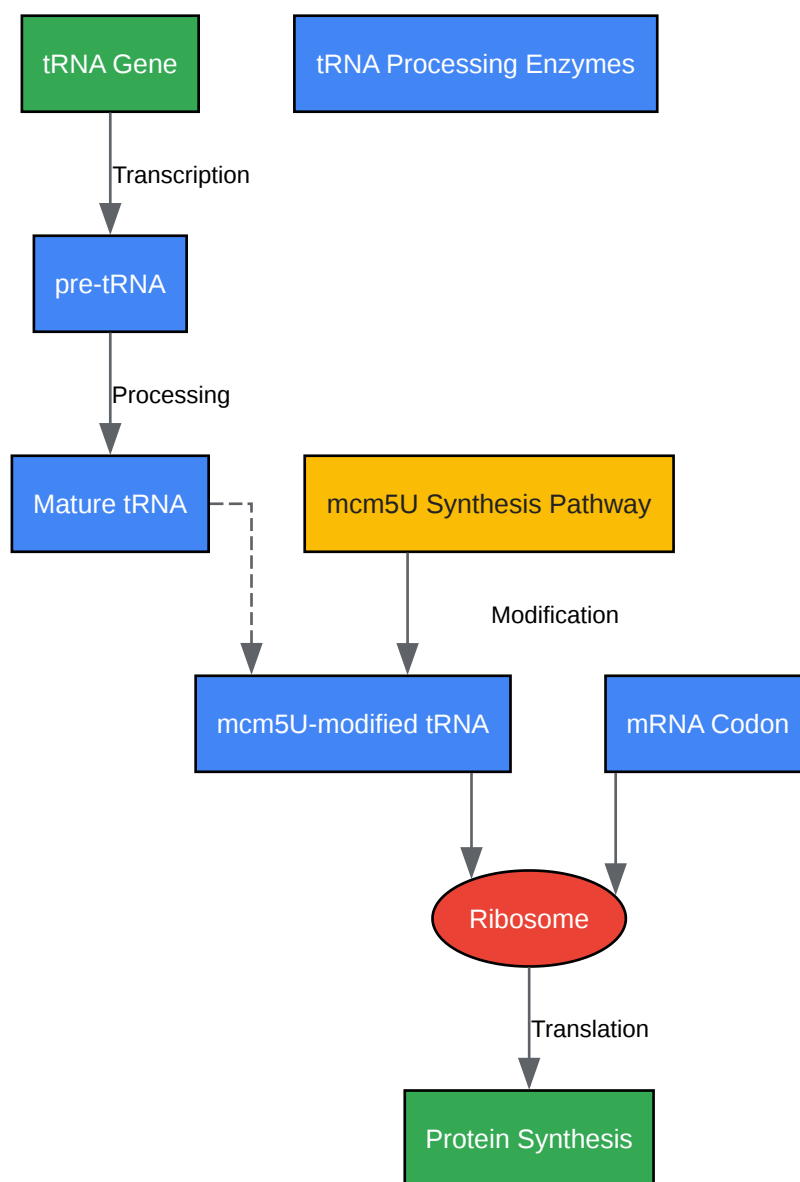 tRNA Gene
tRNA Processing Enzymes
Transcription
pre-tRNA
Processing
Mature tRNA
mcm5U Synthesis Pathway
Modification
mcm5U-modified tRNA
mRNA Codon
Ribosome
Translation
Protein Synthesis